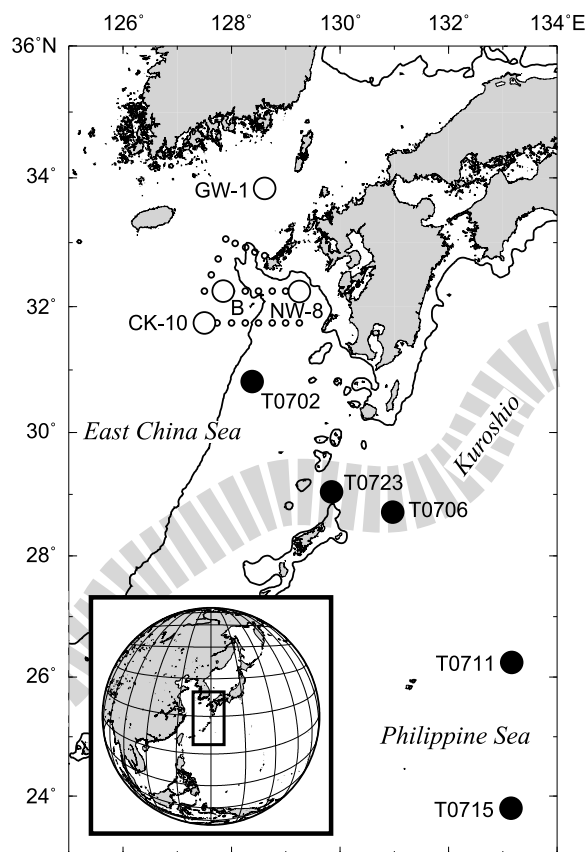 126°
128°
130°
132°
134°E
36°N
34°
32°
30°
28°
26°
24°
GW-1
B
NW-8
CK-10
T0702
East China Sea
Kuroshio
T0723
T0706
T0711
Philippine Sea
T0715